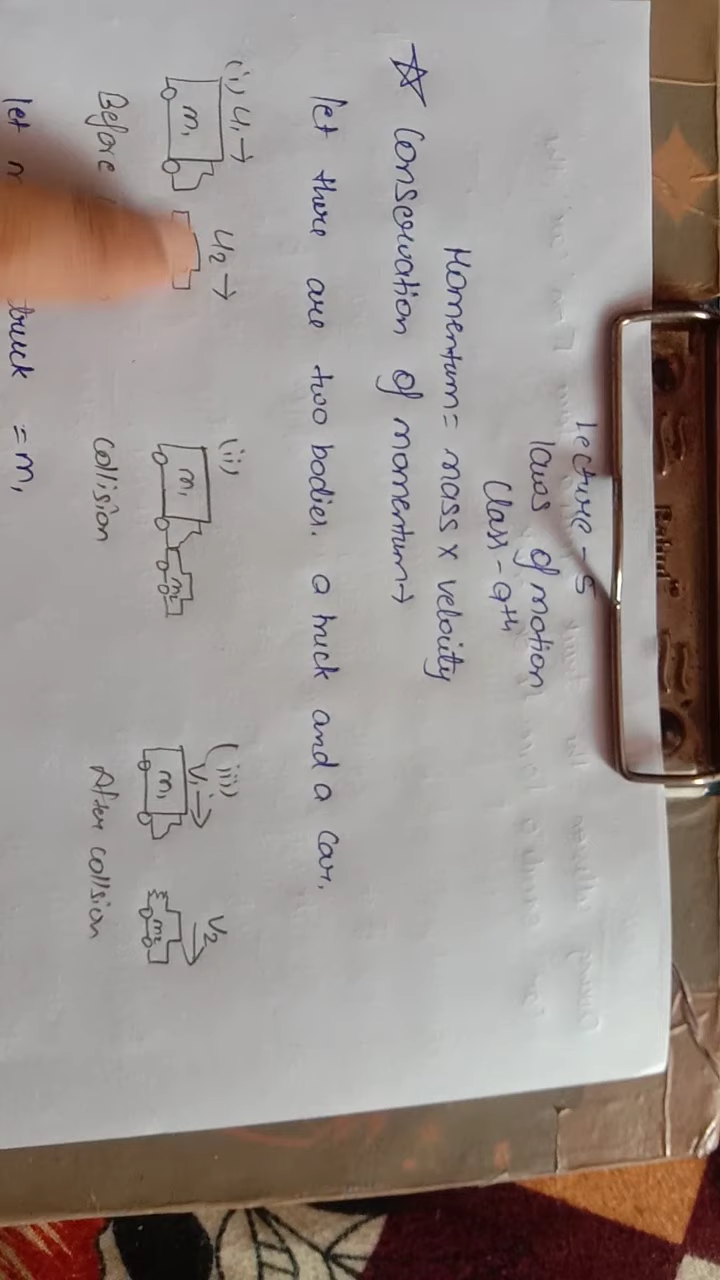 Lecture - 5
laws of motion
Class - 9th
Momentum = mass x velocity
☆ Conservation of momentum →
let there are two bodies. a truck and a car.
(i) u₁ → u₂ →
m₁
Before
(ii)
m₁ m₂
Collision
(iii)
v₁ → v₂
m₁ m₂
After collsion
let truck = m₁